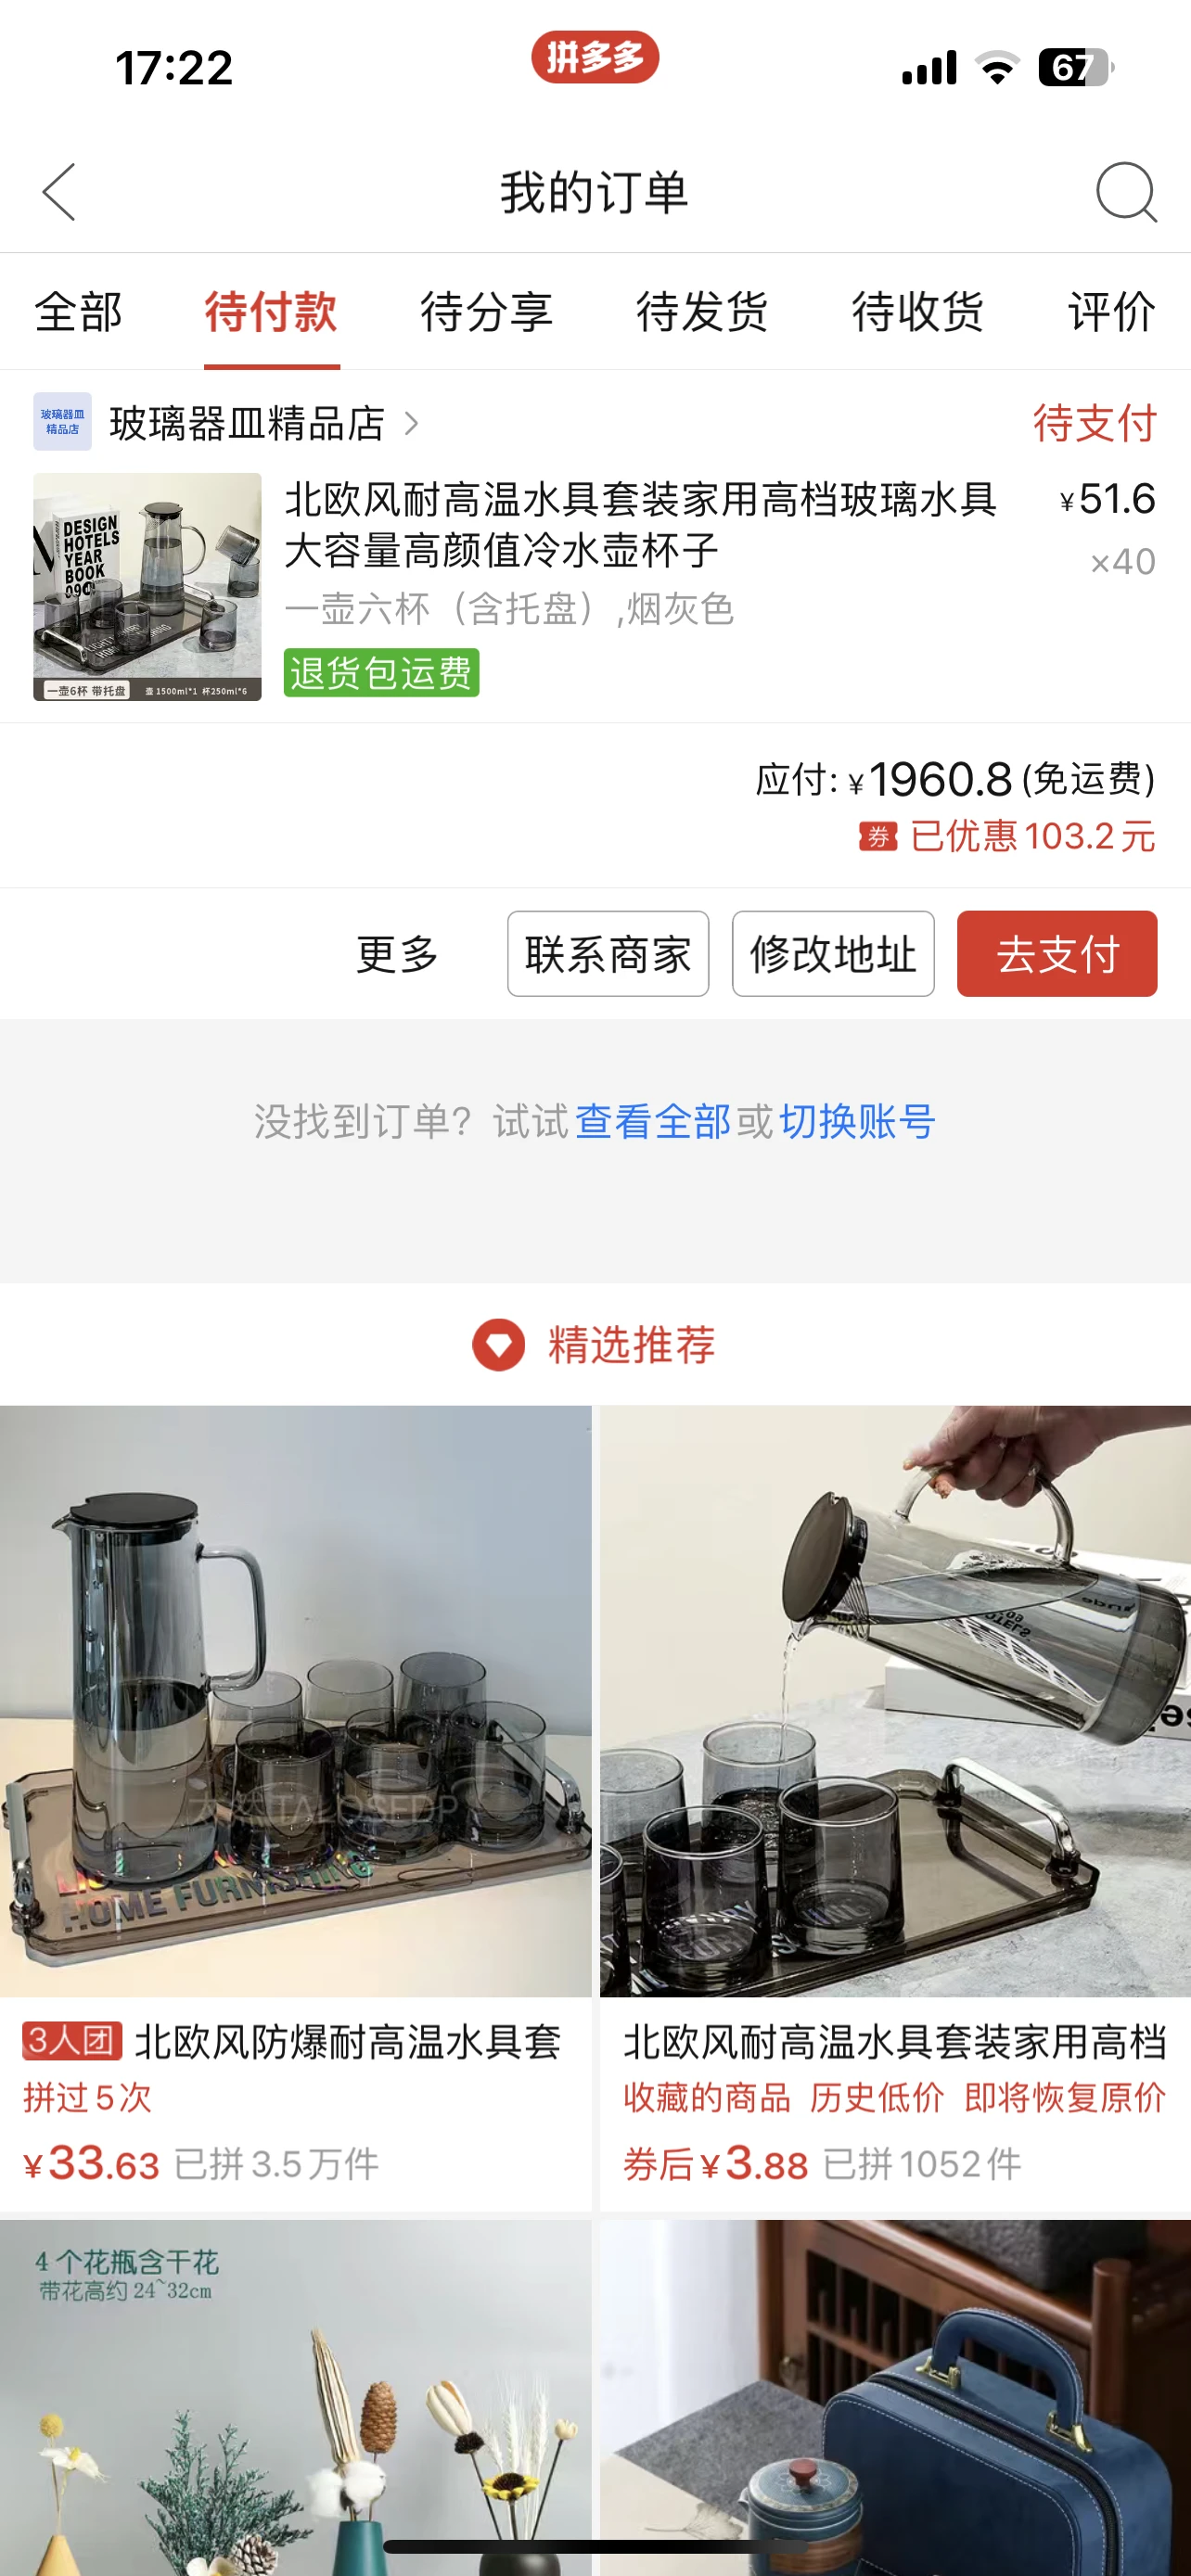 17:22
拼多多
67
我的订单
全部 待付款 待分享 待发货 待收货 评价
玻璃器皿
精品店
玻璃器皿精品店
待支付
DESIGN
HOTELS
YEAR
BOOK
一壶6杯 带托盘 壶 1500ml*1 杯250ml*6
北欧风耐高温水具套装家用高档玻璃水具
大容量高颜值冷水壶杯子
¥51.6
×40
一壶六杯（含托盘）,烟灰色
退货包运费
应付: ¥1960.8 (免运费)
券 已优惠103.2元
更多 联系商家 修改地址 去支付
没找到订单？试试查看全部或切换账号
精选推荐
TALOSEDP
HOME FURNISHING
3人团 北欧风防爆耐高温水具套
拼过5次
¥33.63 已拼3.5万件
北欧风耐高温水具套装家用高档
收藏的商品 历史低价 即将恢复原价
券后¥3.88 已拼1052件
4 个花瓶含干花
带花高约 24~32cm